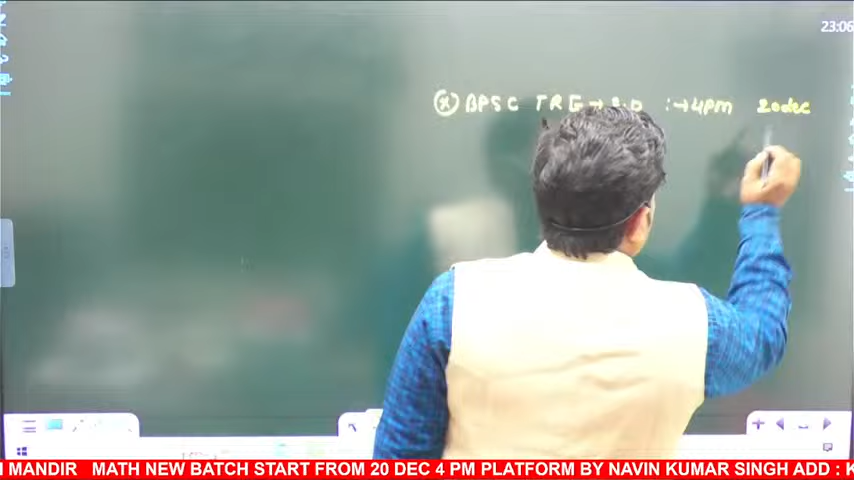 23:06
(*) BPSC TRE → :→ 4pm 20dec
MANDIR MATH NEW BATCH START FROM 20 DEC 4 PM PLATFORM BY NAVIN KUMAR SINGH ADD : K